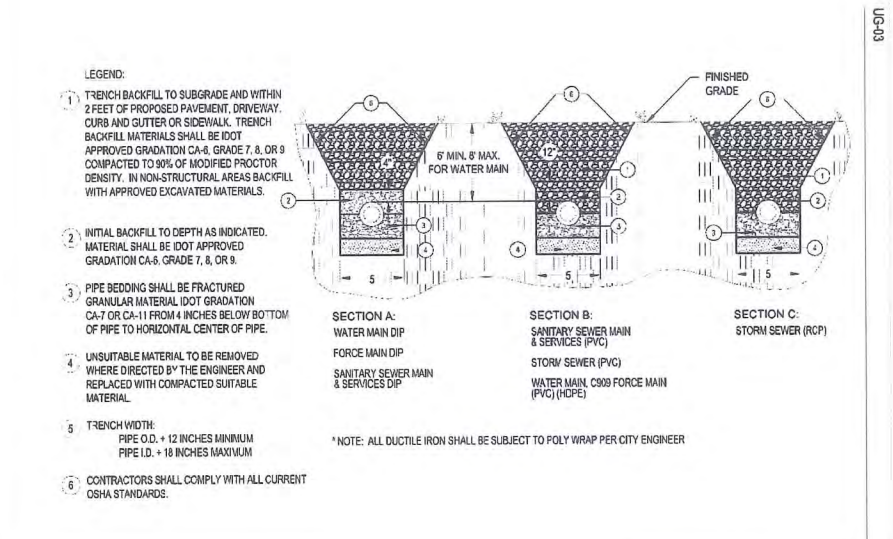 UG-03
LEGEND:
1 TRENCH BACKFILL TO SUBGRADE AND WITHIN
2 FEET OF PROPOSED PAVEMENT, DRIVEWAY.
CURB AND GUTTER OR SIDEWALK. TRENCH
BACKFILL MATERIALS SHALL BE IDOT
APPROVED GRADATION CA-6, GRADE 7, 8, OR 9
COMPACTED TO 90% OF MODIFIED PROCTOR
DENSITY. IN NON-STRUCTURAL AREAS BACKFILL
WITH APPROVED EXCAVATED MATERIALS.
2 INITIAL BACKFILL TO DEPTH AS INDICATED.
MATERIAL SHALL BE IDOT APPROVED
GRADATION CA-6, GRADE 7, 8, OR 9.
3 PIPE BEDDING SHALL BE FRACTURED
GRANULAR MATERIAL IDOT GRADATION
CA-7 OR CA-11 FROM 4 INCHES BELOW BOTTOM
OF PIPE TO HORIZONTAL CENTER OF PIPE.
4 UNSUITABLE MATERIAL TO BE REMOVED
WHERE DIRECTED BY THE ENGINEER AND
REPLACED WITH COMPACTED SUITABLE
MATERIAL.
5 TRENCH WIDTH:
PIPE O.D. + 12 INCHES MINIMUM
PIPE I.D. + 18 INCHES MAXIMUM
6 CONTRACTORS SHALL COMPLY WITH ALL CURRENT
OSHA STANDARDS.
6
4"
2
3
4
5
6' MIN. 8' MAX.
FOR WATER MAIN
6
12"
1
2
3
4
5
FINISHED
GRADE
6
1
2
3
4
5
SECTION A:
WATER MAIN DIP
FORCE MAIN DIP
SANITARY SEWER MAIN
& SERVICES DIP
SECTION B:
SANITARY SEWER MAIN
& SERVICES (PVC)
STORM SEWER (PVC)
WATER MAIN, C909 FORCE MAIN
(PVC) (HDPE)
SECTION C:
STORM SEWER (RCP)
* NOTE: ALL DUCTILE IRON SHALL BE SUBJECT TO POLY WRAP PER CITY ENGINEER